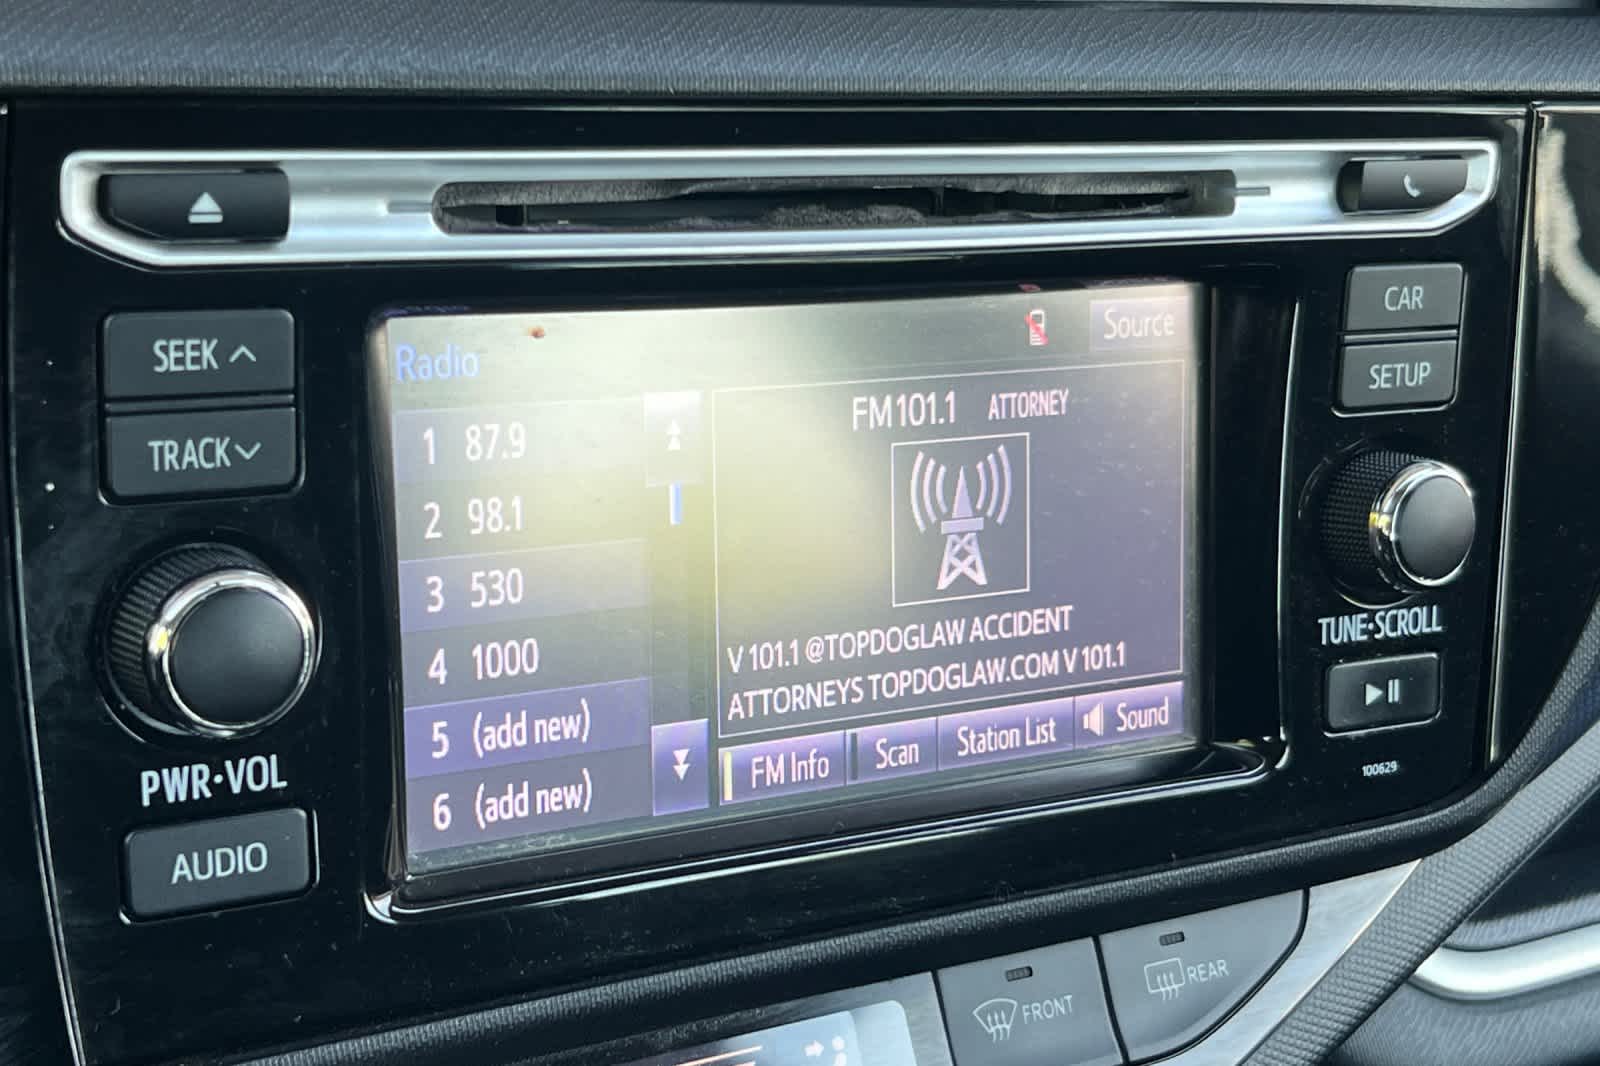 SEEK
TRACK
PWR•VOL
AUDIO
Radio
Source
1 87.9
2 98.1
3 530
4 1000
5 (add new)
6 (add new)
FM 101.1 ATTORNEY
V 101.1 @TOPDOGLAW ACCIDENT
ATTORNEYS TOPDOGLAW.COM V 101.1
FM Info
Scan
Station List
Sound
CAR
SETUP
TUNE•SCROLL
100629
FRONT
REAR